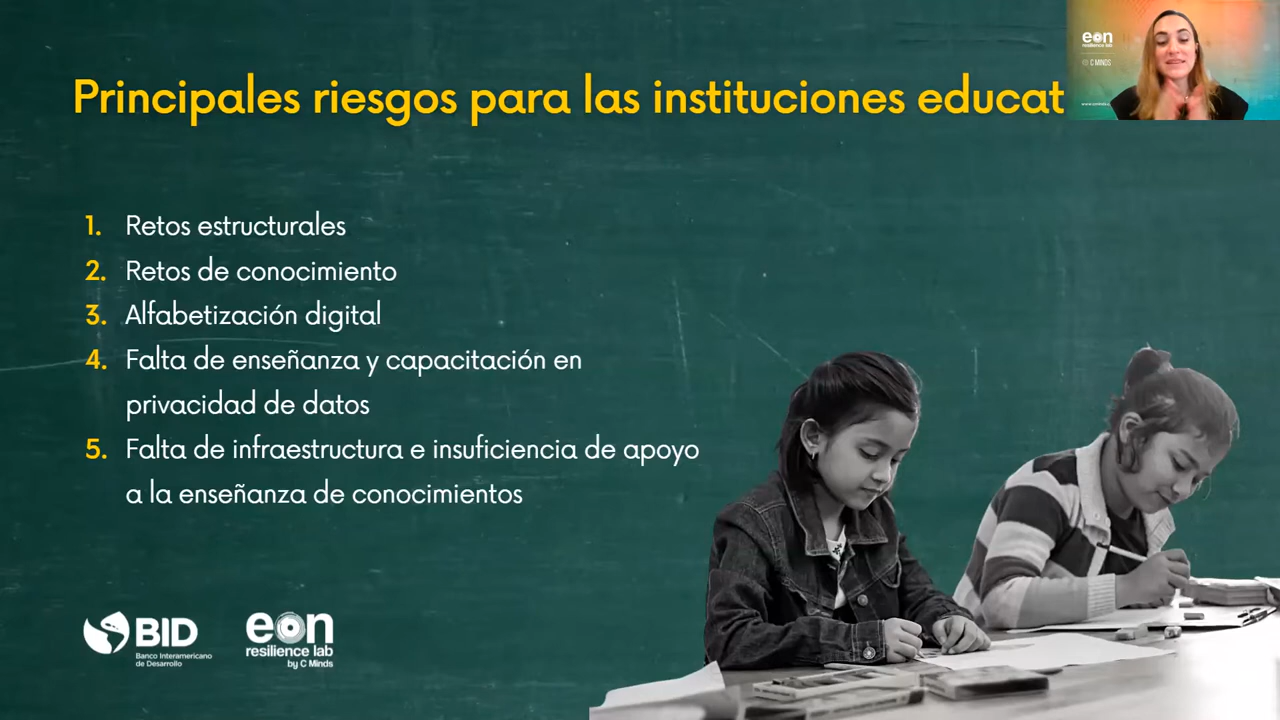 Principales riesgos para las instituciones educat
eon
resilience lab
C MINDS
1. Retos estructurales
2. Retos de conocimiento
3. Alfabetización digital
4. Falta de enseñanza y capacitación en
privacidad de datos
5. Falta de infraestructura e insuficiencia de apoyo
a la enseñanza de conocimientos
BID
Banco Interamericano
de Desarrollo
eon
resilience lab
by C Minds